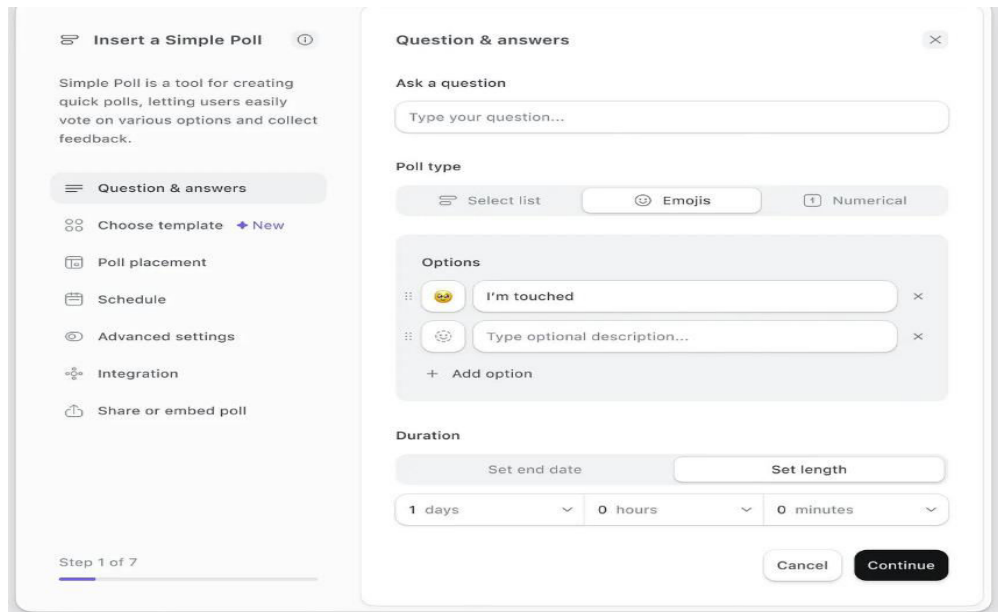 Insert a Simple Poll
Simple Poll is a tool for creating
quick polls, letting users easily
vote on various options and collect
feedback.
Question & answers
Choose template New
Poll placement
Schedule
Advanced settings
Integration
Share or embed poll
Step 1 of 7
Question & answers
Ask a question
Type your question...
Poll type
Select list Emojis 1 Numerical
Options
I'm touched
Type optional description...
+ Add option
Duration
Set end date Set length
1 days 0 hours 0 minutes
Cancel Continue